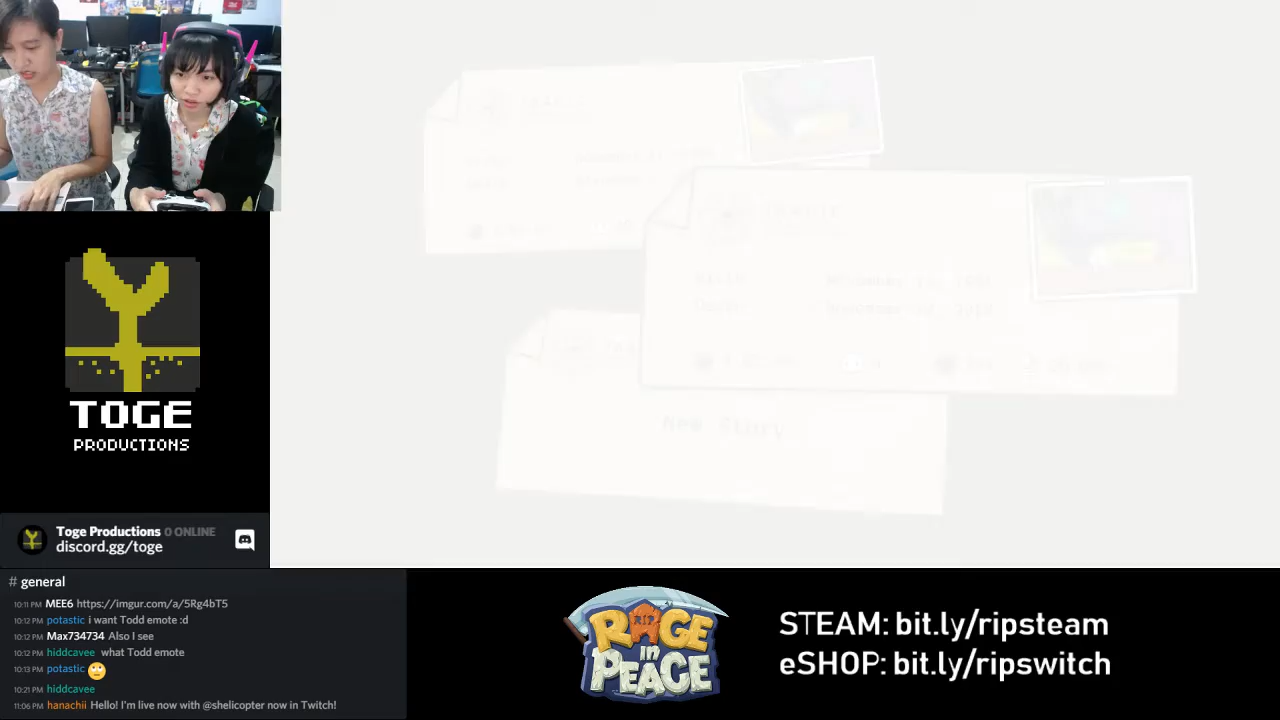 New Story
TOGE
PRODUCTIONS
Toge Productions 0 ONLINE
discord.gg/toge
# general
10:11 PM MEE6 https://imgur.com/a/5Rg4bT5
10:12 PM potastic i want Todd emote :d
10:12 PM Max734734 Also I see
10:12 PM hiddcavee what Todd emote
10:13 PM potastic 🙄
10:21 PM hiddcavee
11:06 PM hanachii Hello! I'm live now with @shelicopter now in Twitch!
RIP
RAGE
in
PEACE
STEAM: bit.ly/ripsteam
eSHOP: bit.ly/ripswitch